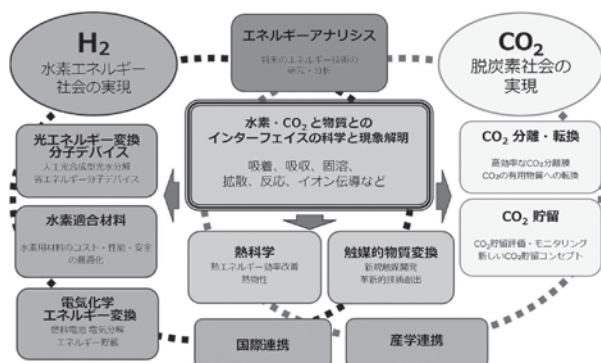 H2
水素エネルギー
社会の実現
エネルギーアナリシス
将来のエネルギー技術の
研究・分析
CO2
脱炭素社会の
実現
水素・CO2と物質との
インターフェイスの科学と現象解明
吸着、吸収、固溶、
拡散、反応、イオン伝導など
光エネルギー変換
分子デバイス
人工光合成型光水分解
省エネルギー分子デバイス
水素適合材料
水素用材料のコスト・性能・安全
の最適化
電気化学
エネルギー変換
燃料電池 電気分解
エネルギー貯蔵
熱科学
熱エネルギー効率改善
熱物性
触媒的物質変換
新規触媒開発
革新的技術創出
CO2 分離・転換
高効率なCO2分離膜
CO2の有用物質への転換
CO2 貯留
CO2貯留評価・モニタリング
新しいCO2貯留コンセプト
国際連携
産学連携